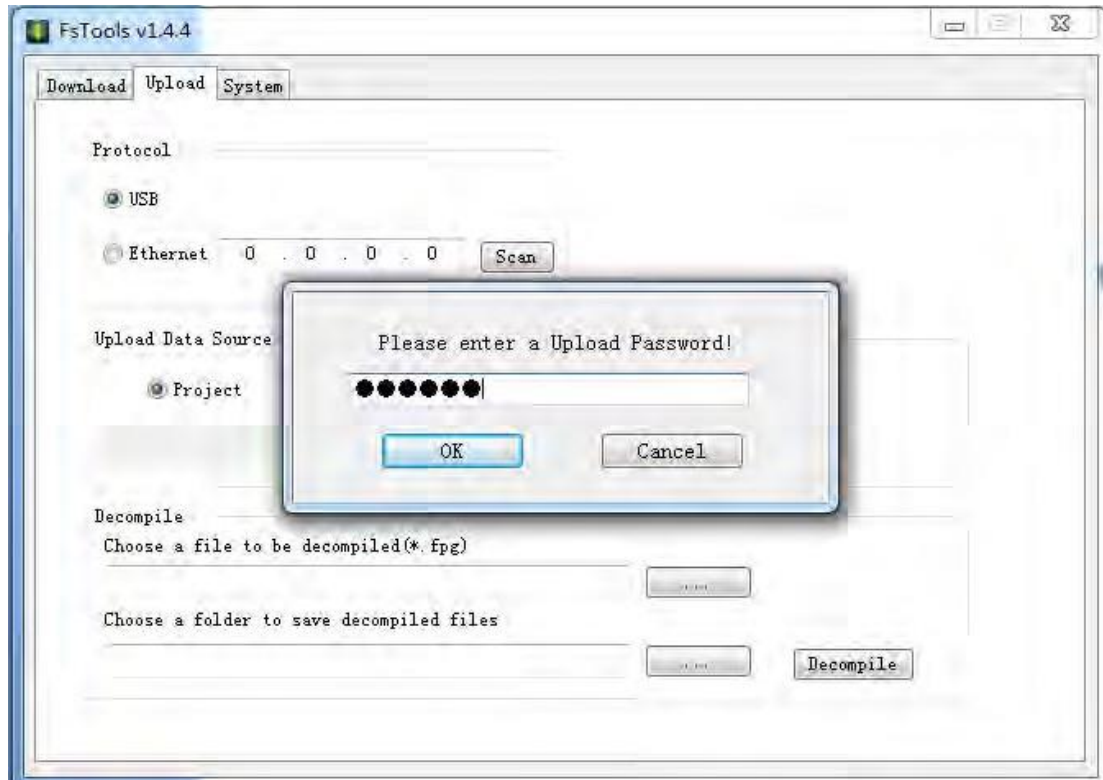 FsTools v1.4.4
Download Upload System
Protocol
USB
Ethernet 0 . 0 . 0 . 0 Scan
Upload Data Source
Project
Please enter a Upload Password!
●●●●●●
OK Cancel
Decompile
Choose a file to be decompiled(*.fpg)
.....
Choose a folder to save decompiled files
.....
Decompile